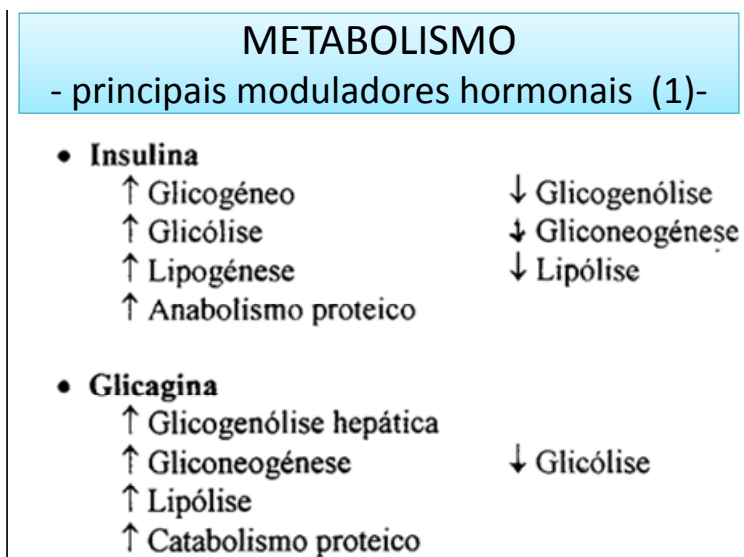 METABOLISMO
- principais moduladores hormonais (1)-
• Insulina
↑ Glicogéneo ↓ Glicogenólise
↑ Glicólise ↓ Gliconeogénese
↑ Lipogénese ↓ Lipólise
↑ Anabolismo proteico
• Glicagina
↑ Glicogenólise hepática
↑ Gliconeogénese ↓ Glicólise
↑ Lipólise
↑ Catabolismo proteico